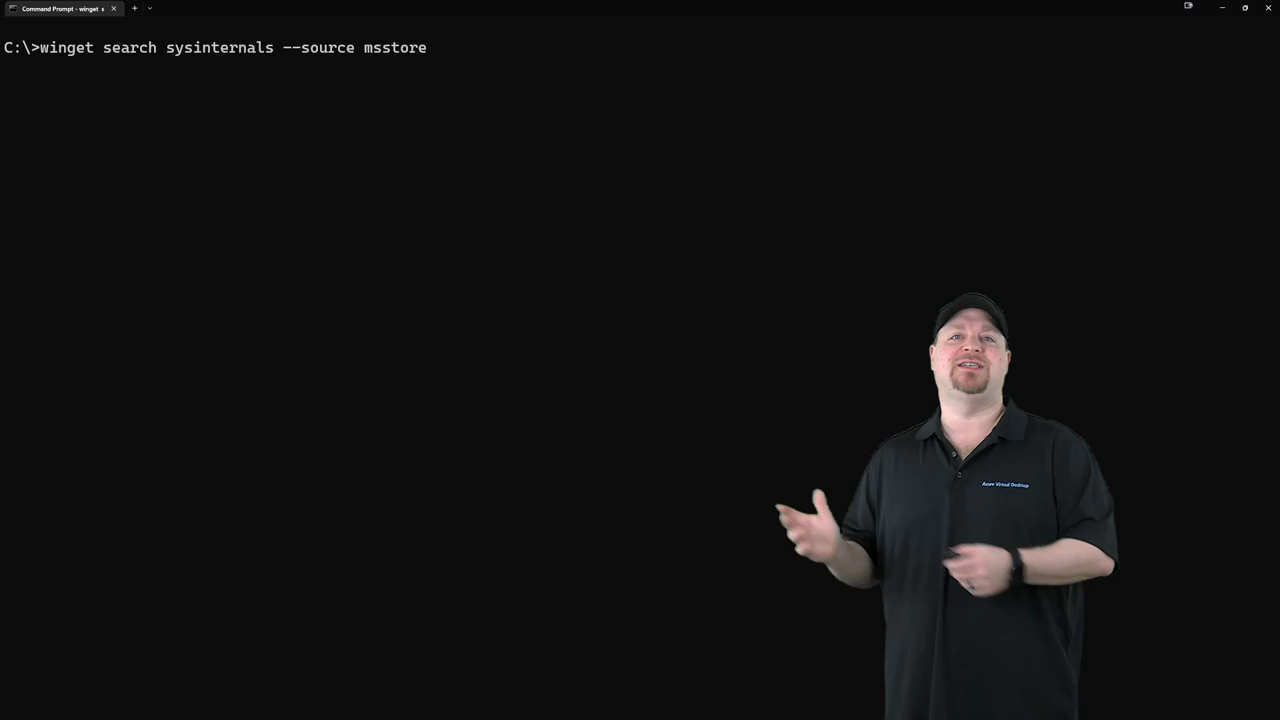 Command Prompt - winget s
C:\>winget search sysinternals --source msstore
Azure Virtual Desktop